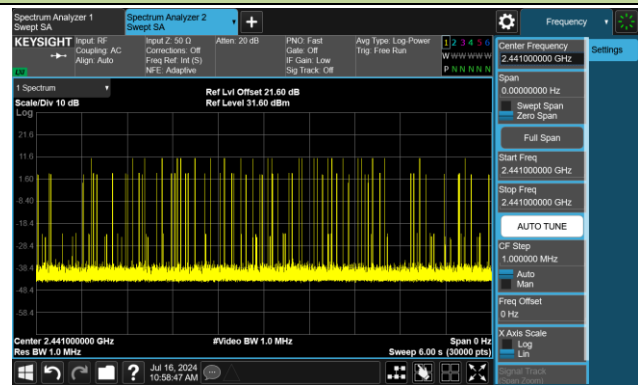 Spectrum Analyzer 1
Swept SA
Spectrum Analyzer 2
Swept SA
Frequency
KEYSIGHT
Input: RF
Coupling: AC
Align: Auto
Input Z: 50 Ω
Corrections: Off
Freq Ref: Int (S)
NFE: Adaptive
Atten: 20 dB
PNO: Fast
Gate: Off
IF Gain: Low
Sig Track: Off
Avg Type: Log-Power
Trig: Free Run
1 2 3 4 5 6
W W W W W W
P N N N N N
Center Frequency
2.441000000 GHz
Settings
Span
0.00000000 Hz
Swept Span
Zero Span
Full Span
Start Freq
2.441000000 GHz
Stop Freq
2.441000000 GHz
AUTO TUNE
CF Step
1.000000 MHz
Auto
Man
Freq Offset
0 Hz
X Axis Scale
Log
Lin
Signal Track
(Span Zoom)
1 Spectrum
Scale/Div 10 dB
Log
Ref Lvl Offset 21.60 dB
Ref Level 31.60 dBm
21.6
11.6
1.60
-8.40
-18.4
-28.4
-38.4
-48.4
-58.4
Center 2.441000000 GHz
Res BW 1.0 MHz
#Video BW 1.0 MHz
Span 0 Hz
Sweep 6.00 s (30000 pts)
?
Jul 16, 2024
10:58:47 AM